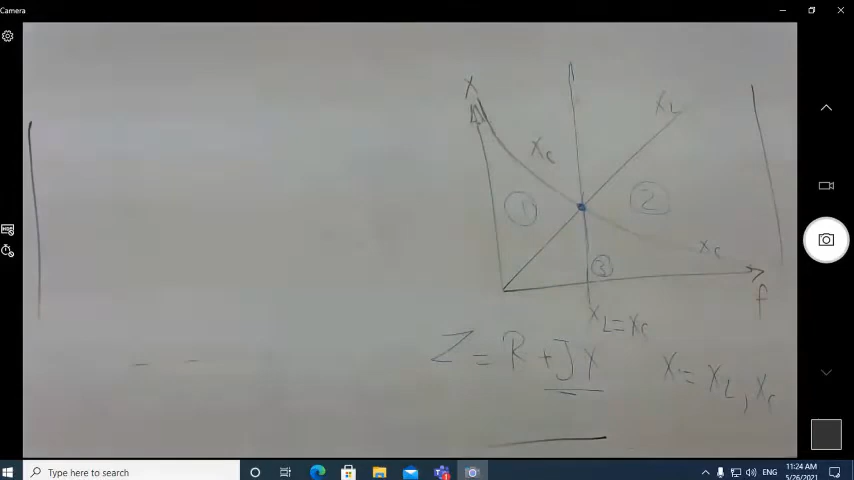 Camera
X
XL
Xc
① ②
Xc
③
f
XL=Xc
Z = R + JX X = XL, Xc
Type here to search
ENG
11:24 AM
5/26/2021